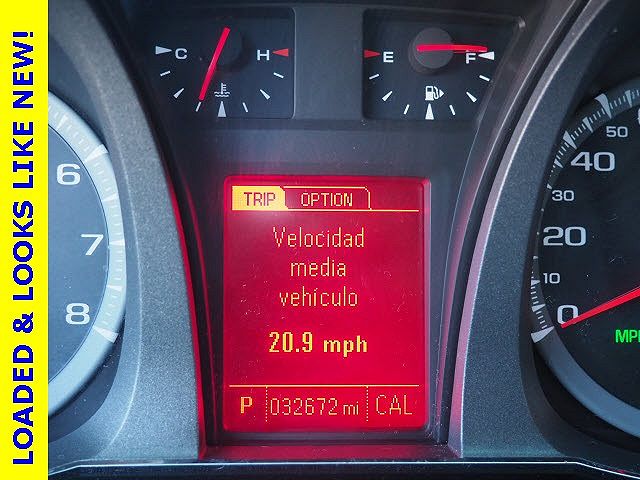 LOADED & LOOKS LIKE NEW!
C H
E F
TRIP OPTION
Velocidad
media
vehículo
20.9 mph
P 032672 mi CAL
6
7
8
50
40
30
20
10
0